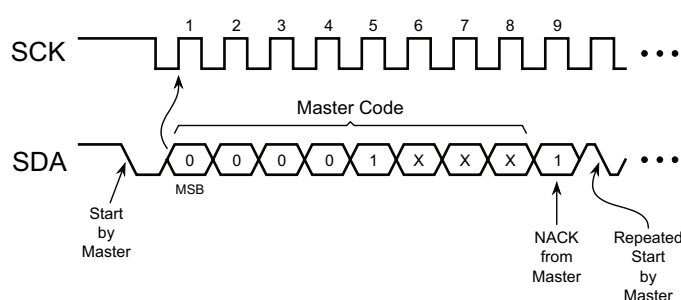 1 2 3 4 5 6 7 8 9
SCK
Master Code
SDA
0 0 0 0 1 X X X 1
MSB
Start
by
Master
NACK
from
Master
Repeated
Start
by
Master